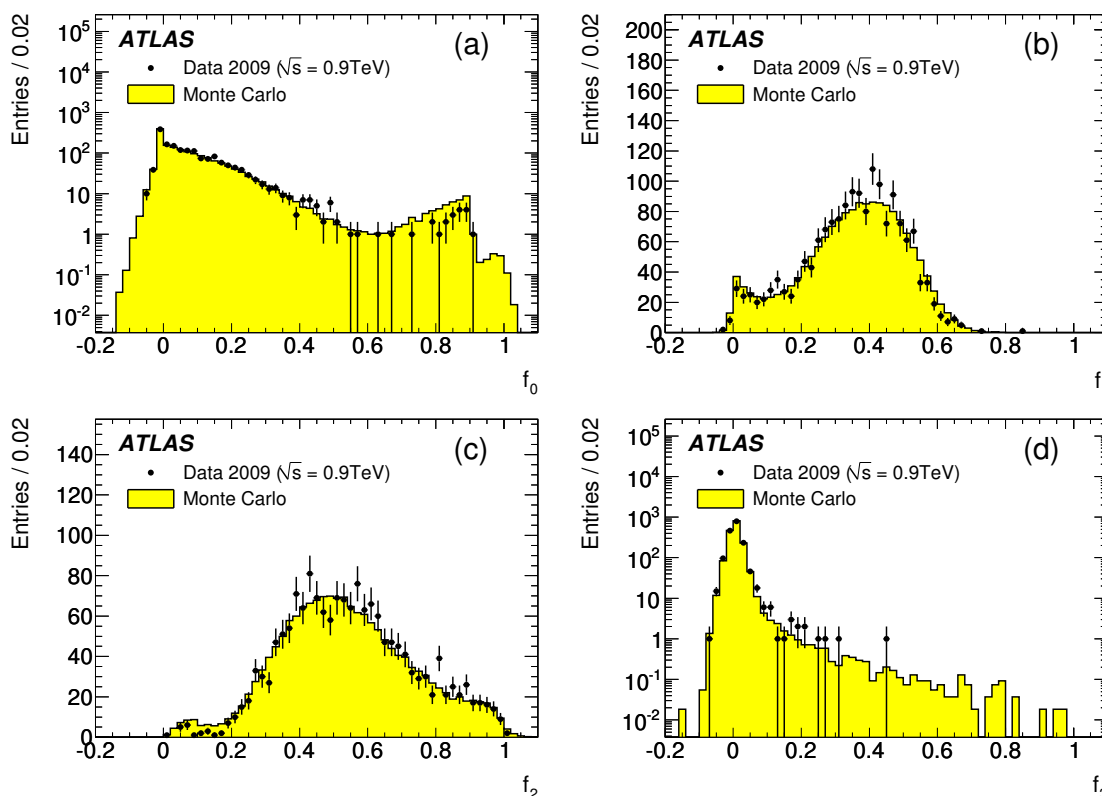 ATLAS (a)
Data 2009 (√s = 0.9TeV)
Monte Carlo
Entries / 0.02
10^5
10^4
10^3
10^2
10
1
10^-1
10^-2
-0.2 0 0.2 0.4 0.6 0.8 1
f_0
ATLAS (b)
Data 2009 (√s = 0.9TeV)
Monte Carlo
Entries / 0.02
200
180
160
140
120
100
80
60
40
20
0
-0.2 0 0.2 0.4 0.6 0.8 1
f
ATLAS (c)
Data 2009 (√s = 0.9TeV)
Monte Carlo
Entries / 0.02
140
120
100
80
60
40
20
0
-0.2 0 0.2 0.4 0.6 0.8 1
f_2
ATLAS (d)
Data 2009 (√s = 0.9TeV)
Monte Carlo
Entries / 0.02
10^5
10^4
10^3
10^2
10
1
10^-1
10^-2
-0.2 0 0.2 0.4 0.6 0.8 1
f